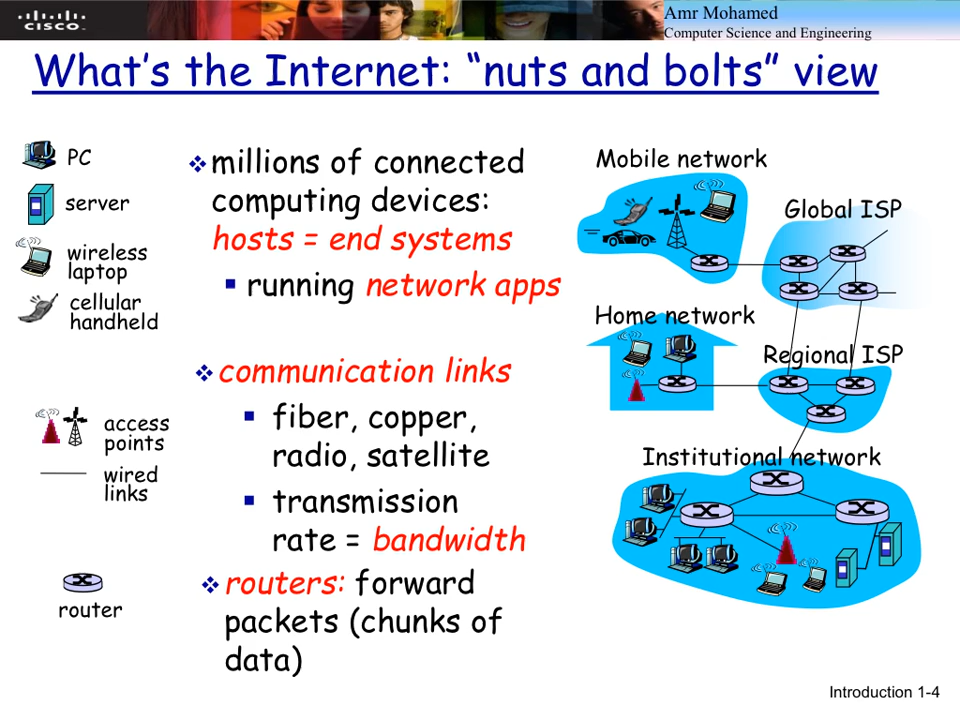 CISCO
Amr Mohamed
Computer Science and Engineering
What's the Internet: “nuts and bolts” view
PC
server
wireless
laptop
cellular
handheld
access
points
wired
links
router
millions of connected
computing devices:
hosts = end systems
running network apps
communication links
fiber, copper,
radio, satellite
transmission
rate = bandwidth
routers: forward
packets (chunks of
data)
Mobile network
Global ISP
Home network
Regional ISP
Institutional network
Introduction 1-4